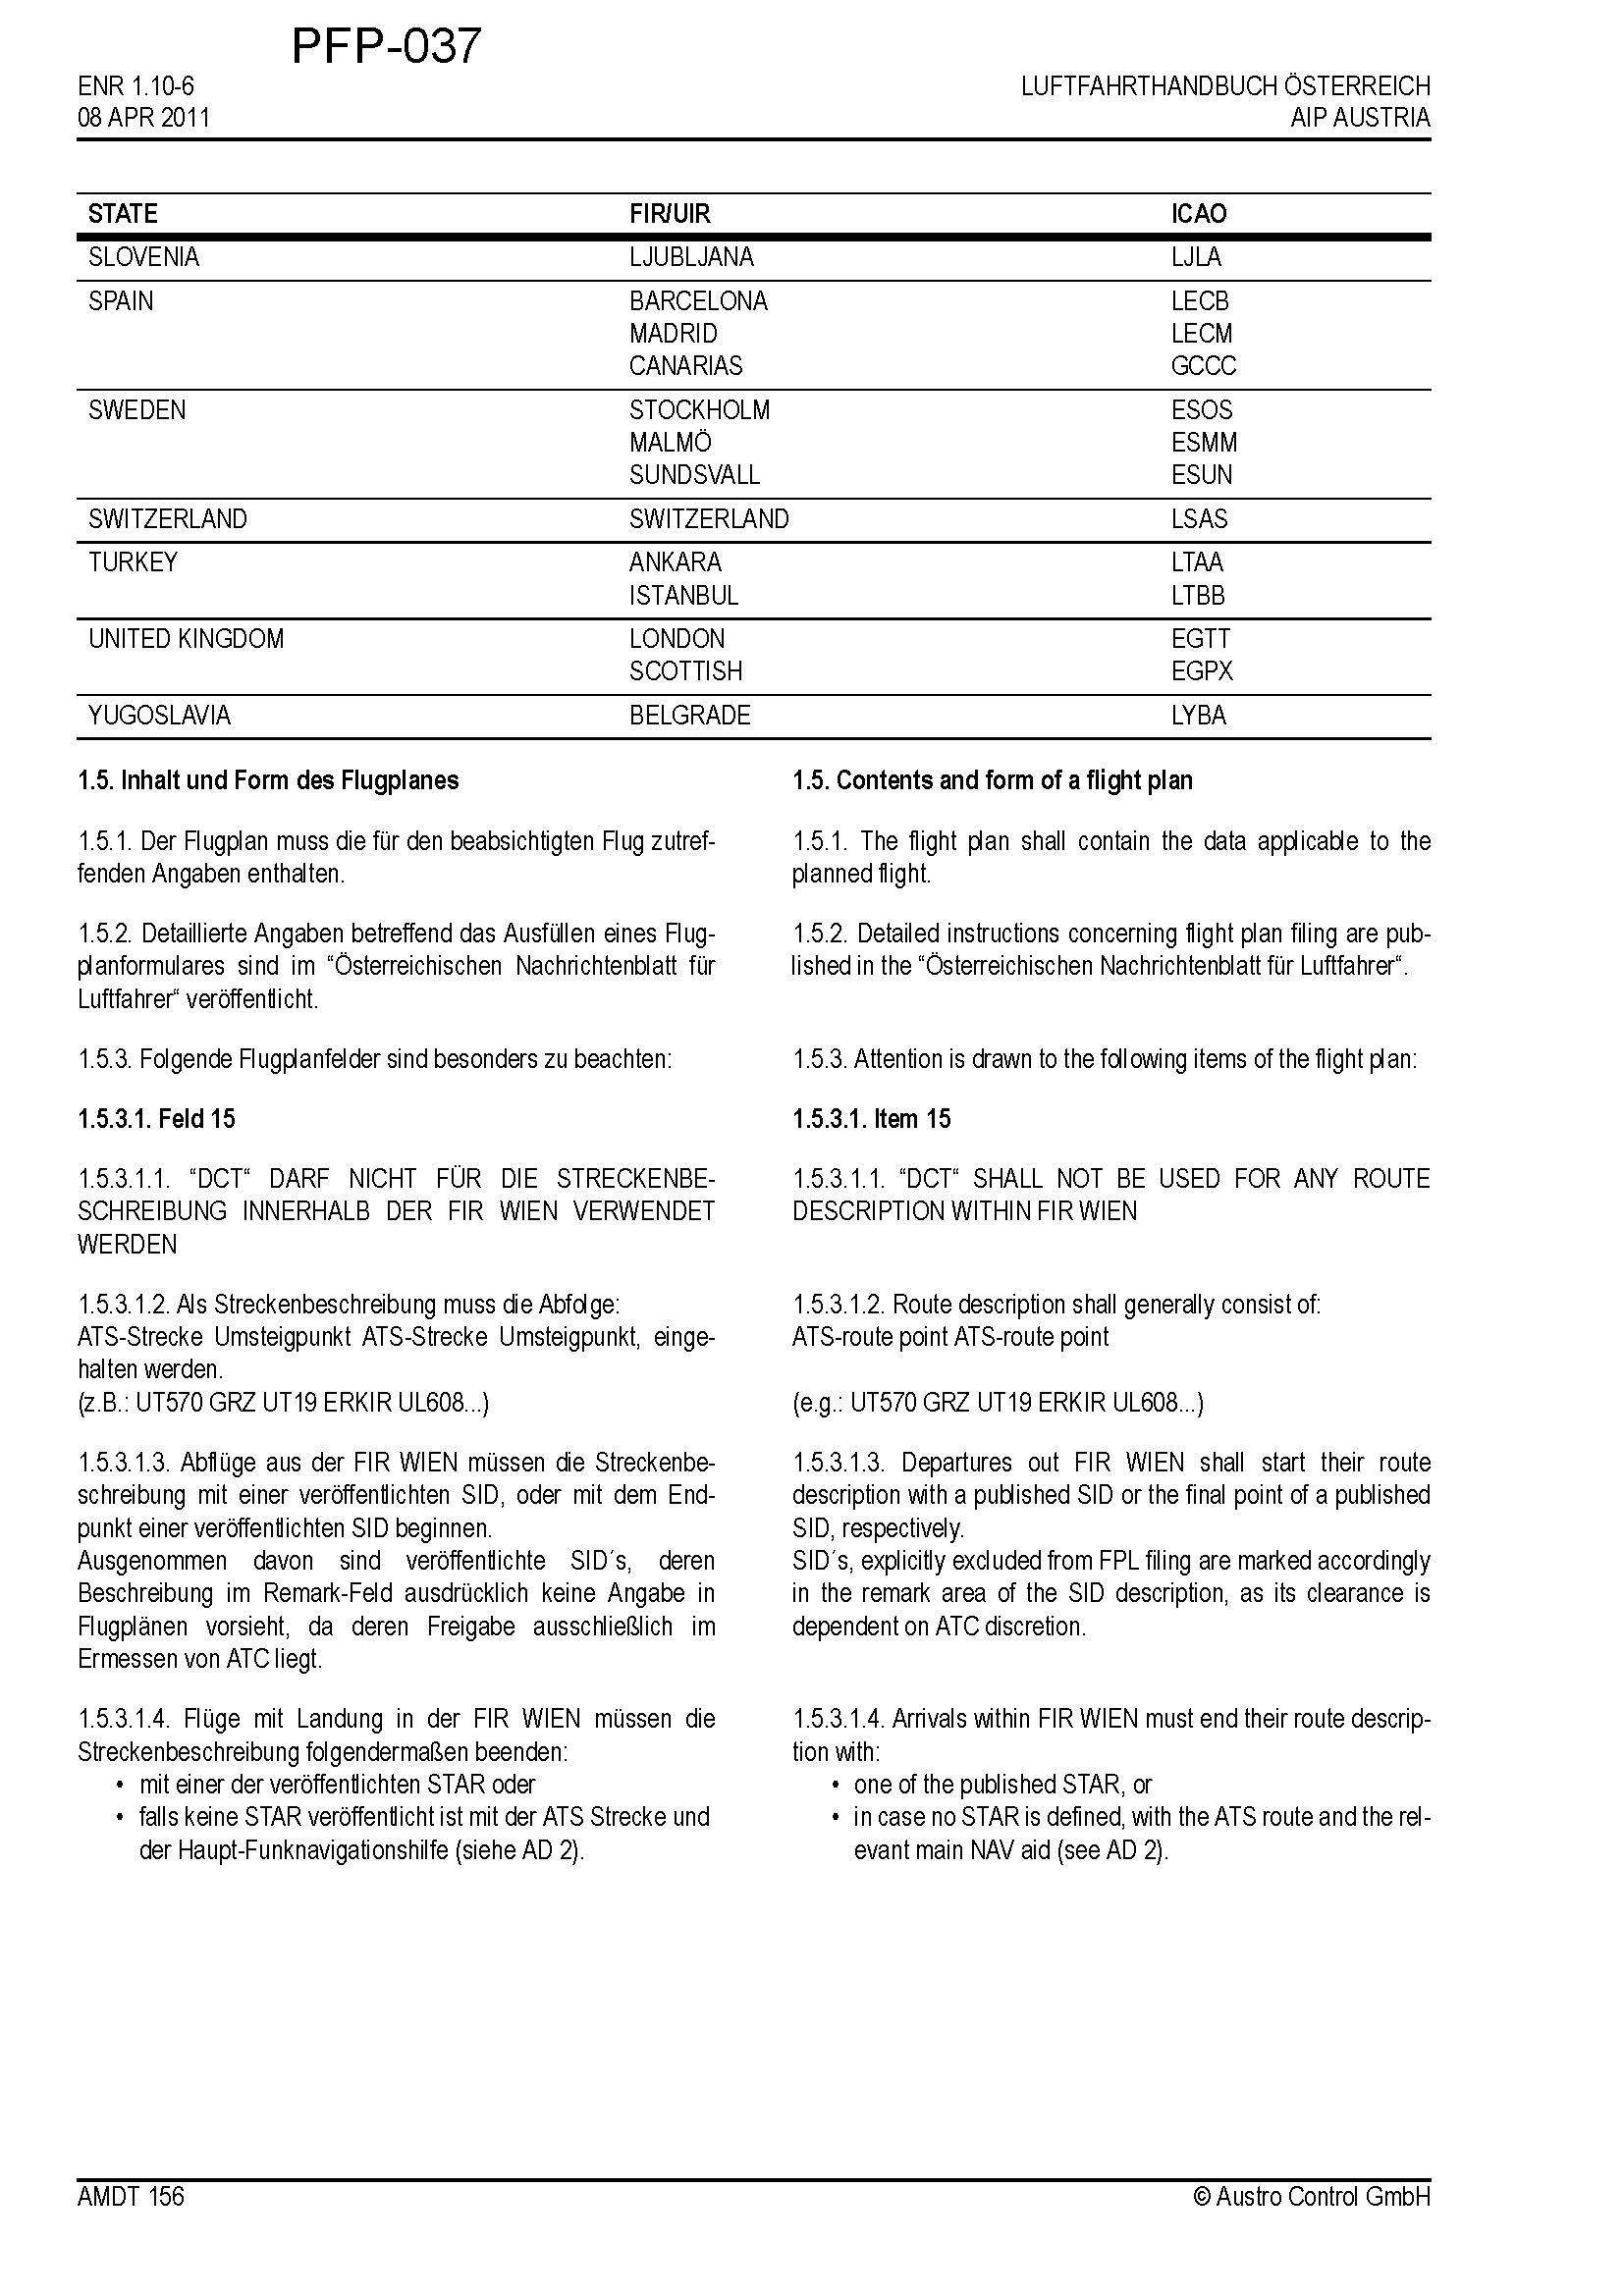 PFP-037
ENR 1.10-6 LUFTFAHRTHANDBUCH ÖSTERREICH
08 APR 2011 AIP AUSTRIA
STATE FIR/UIR ICAO
SLOVENIA LJUBLJANA LJLA
SPAIN BARCELONA LECB
MADRID LECM
CANARIAS GCCC
SWEDEN STOCKHOLM ESOS
MALMÖ ESMM
SUNDSVALL ESUN
SWITZERLAND SWITZERLAND LSAS
TURKEY ANKARA LTAA
ISTANBUL LTBB
UNITED KINGDOM LONDON EGTT
SCOTTISH EGPX
YUGOSLAVIA BELGRADE LYBA
1.5. Inhalt und Form des Flugplanes
1.5.1. Der Flugplan muss die für den beabsichtigten Flug zutref-
fenden Angaben enthalten.
1.5.2. Detaillierte Angaben betreffend das Ausfüllen eines Flug-
planformulares sind im “Österreichischen Nachrichtenblatt für
Luftfahrer“ veröffentlicht.
1.5.3. Folgende Flugplanfelder sind besonders zu beachten:
1.5.3.1. Feld 15
1.5.3.1.1. “DCT“ DARF NICHT FÜR DIE STRECKENBE-
SCHREIBUNG INNERHALB DER FIR WIEN VERWENDET
WERDEN
1.5.3.1.2. Als Streckenbeschreibung muss die Abfolge:
ATS-Strecke Umsteigpunkt ATS-Strecke Umsteigpunkt, einge-
halten werden.
(z.B.: UT570 GRZ UT19 ERKIR UL608...)
1.5.3.1.3. Abflüge aus der FIR WIEN müssen die Streckenbe-
schreibung mit einer veröffentlichten SID, oder mit dem End-
punkt einer veröffentlichten SID beginnen.
Ausgenommen davon sind veröffentlichte SID´s, deren
Beschreibung im Remark-Feld ausdrücklich keine Angabe in
Flugplänen vorsieht, da deren Freigabe ausschließlich im
Ermessen von ATC liegt.
1.5.3.1.4. Flüge mit Landung in der FIR WIEN müssen die
Streckenbeschreibung folgendermaßen beenden:
• mit einer der veröffentlichten STAR oder
• falls keine STAR veröffentlicht ist mit der ATS Strecke und
der Haupt-Funknavigationshilfe (siehe AD 2).
1.5. Contents and form of a flight plan
1.5.1. The flight plan shall contain the data applicable to the
planned flight.
1.5.2. Detailed instructions concerning flight plan filing are pub-
lished in the “Österreichischen Nachrichtenblatt für Luftfahrer“.
1.5.3. Attention is drawn to the following items of the flight plan:
1.5.3.1. Item 15
1.5.3.1.1. “DCT“ SHALL NOT BE USED FOR ANY ROUTE
DESCRIPTION WITHIN FIR WIEN
1.5.3.1.2. Route description shall generally consist of:
ATS-route point ATS-route point
(e.g.: UT570 GRZ UT19 ERKIR UL608...)
1.5.3.1.3. Departures out FIR WIEN shall start their route
description with a published SID or the final point of a published
SID, respectively.
SID´s, explicitly excluded from FPL filing are marked accordingly
in the remark area of the SID description, as its clearance is
dependent on ATC discretion.
1.5.3.1.4. Arrivals within FIR WIEN must end their route descrip-
tion with:
• one of the published STAR, or
• in case no STAR is defined, with the ATS route and the rel-
evant main NAV aid (see AD 2).
AMDT 156 © Austro Control GmbH